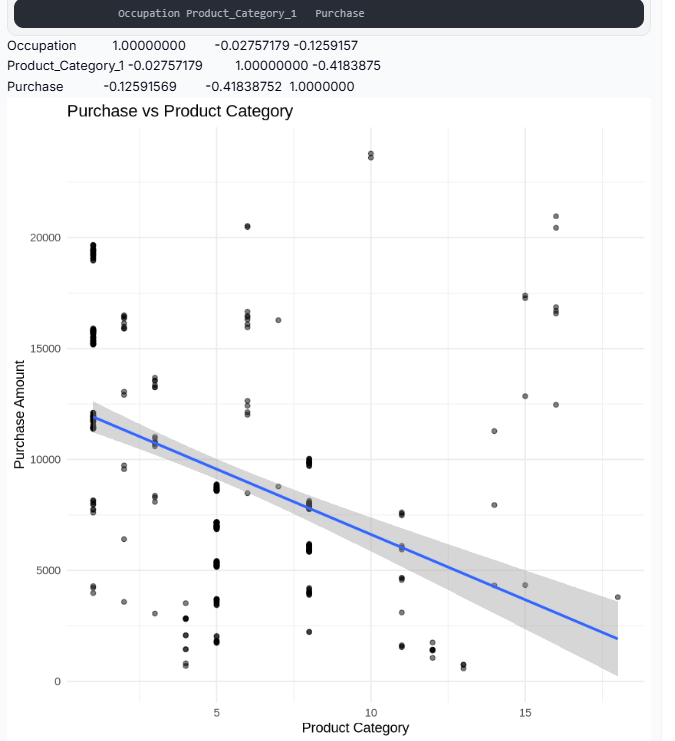 Occupation Product_Category_1 Purchase
Occupation 1.00000000 -0.02757179 -0.1259157
Product_Category_1 -0.02757179 1.00000000 -0.4183875
Purchase -0.12591569 -0.41838752 1.0000000
Purchase vs Product Category
20000
15000
10000
5000
0
Purchase Amount
5 10 15
Product Category